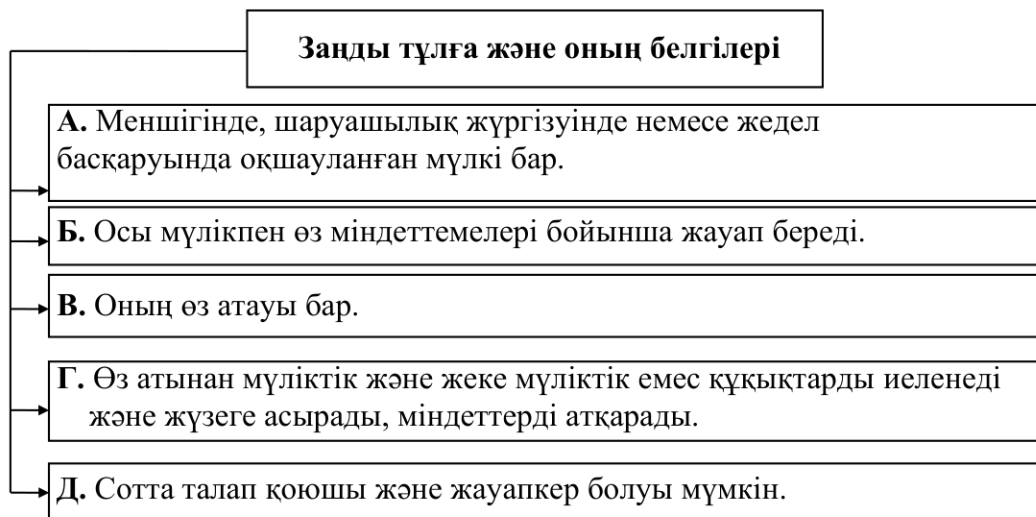 Заңды тұлға және оның белгілері
А. Меншігінде, шаруашылық жүргізуінде немесе жедел
басқаруында оқшауланған мүлкі бар.
Б. Осы мүлікпен өз міндеттемелері бойынша жауап береді.
В. Оның өз атауы бар.
Г. Өз атынан мүліктік және жеке мүліктік емес құқықтарды иеленеді
және жүзеге асырады, міндеттерді атқарады.
Д. Сотта талап қоюшы және жауапкер болуы мүмкін.